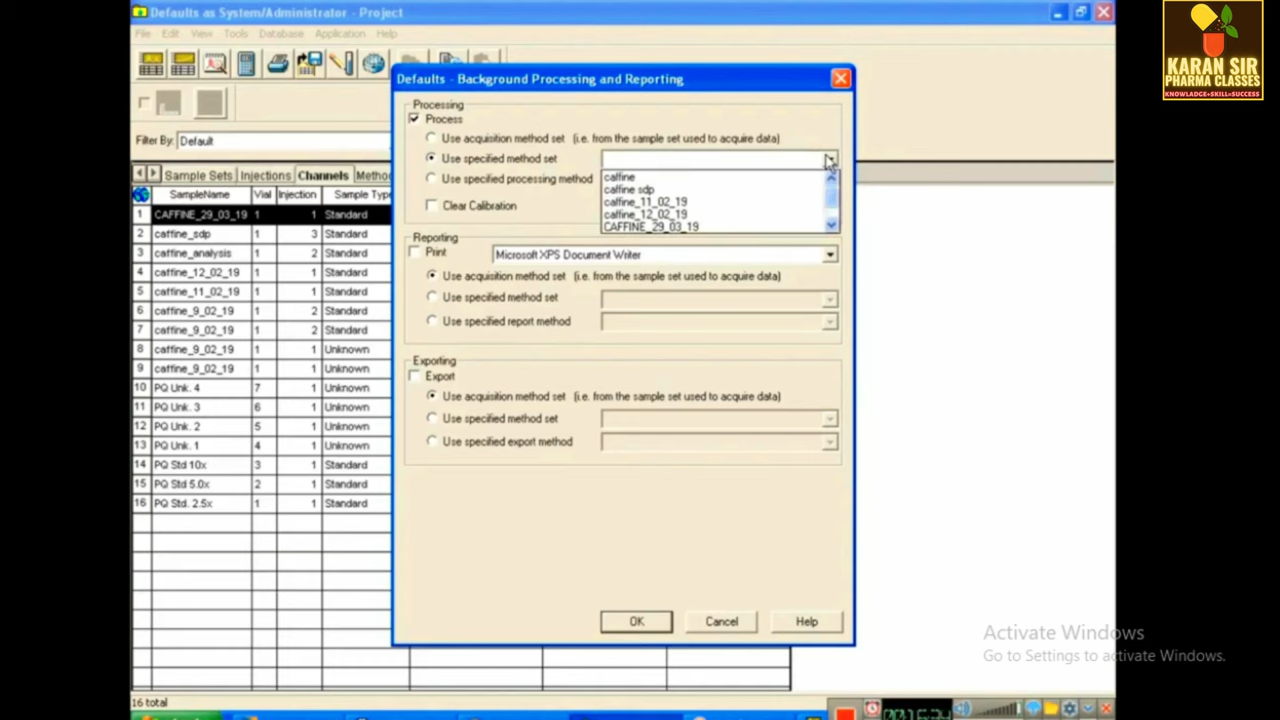 Defaults as System/Administrator - Project
File Edit View Tools Database Application Help
KARAN SIR
PHARMA CLASSES
KNOWLADGE+SKILL=SUCCESS
Filter By: Default
Sample Sets Injections Channels Metho
SampleName Vial Injection Sample Type
1 CAFFINE_29_03_19 1 1 Standard
2 caffine_sdp 1 3 Standard
3 caffine_analysis 1 2 Standard
4 caffine_12_02_19 1 1 Standard
5 caffine_11_02_19 1 1 Standard
6 caffine_9_02_19 1 2 Standard
7 caffine_9_02_19 1 2 Standard
8 caffine_9_02_19 1 1 Unknown
9 caffine_9_02_19 1 1 Unknown
10 PQ Unk. 4 7 1 Unknown
11 PQ Unk. 3 6 1 Unknown
12 PQ Unk. 2 5 1 Unknown
13 PQ Unk. 1 4 1 Unknown
14 PQ Std 10x 3 1 Standard
15 PQ Std 5.0x 2 1 Standard
16 PQ Std. 2.5x 1 1 Standard
16 total
Defaults - Background Processing and Reporting
Processing
Process
Use acquisition method set (i.e. from the sample set used to acquire data)
Use specified method set
Use specified processing method
Clear Calibration
caffine
caffine sdp
caffine_11_02_19
caffine_12_02_19
CAFFINE_29_03_19
Reporting
Print Microsoft XPS Document Writer
Use acquisition method set (i.e. from the sample set used to acquire data)
Use specified method set
Use specified report method
Exporting
Export
Use acquisition method set (i.e. from the sample set used to acquire data)
Use specified method set
Use specified export method
OK Cancel Help
Activate Windows
Go to Settings to activate Windows.